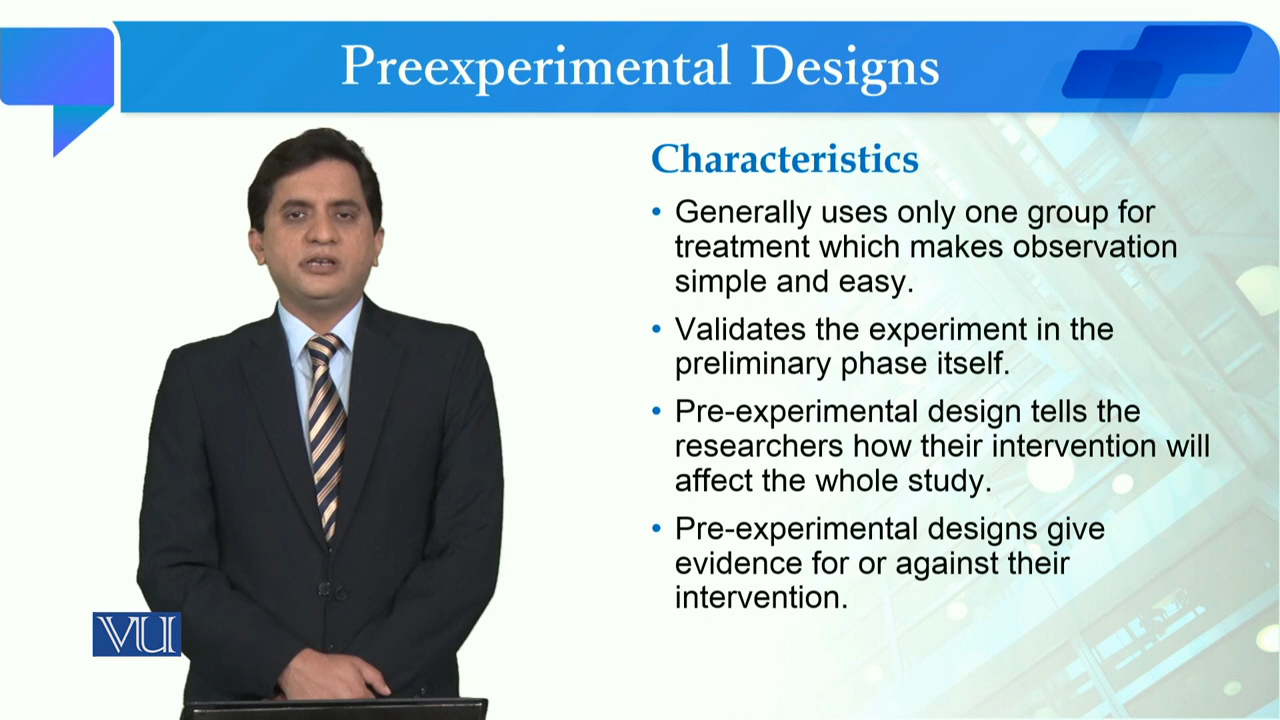 Preexperimental Designs
Characteristics
• Generally uses only one group for
treatment which makes observation
simple and easy.
• Validates the experiment in the
preliminary phase itself.
• Pre-experimental design tells the
researchers how their intervention will
affect the whole study.
• Pre-experimental designs give
evidence for or against their
intervention.
VU